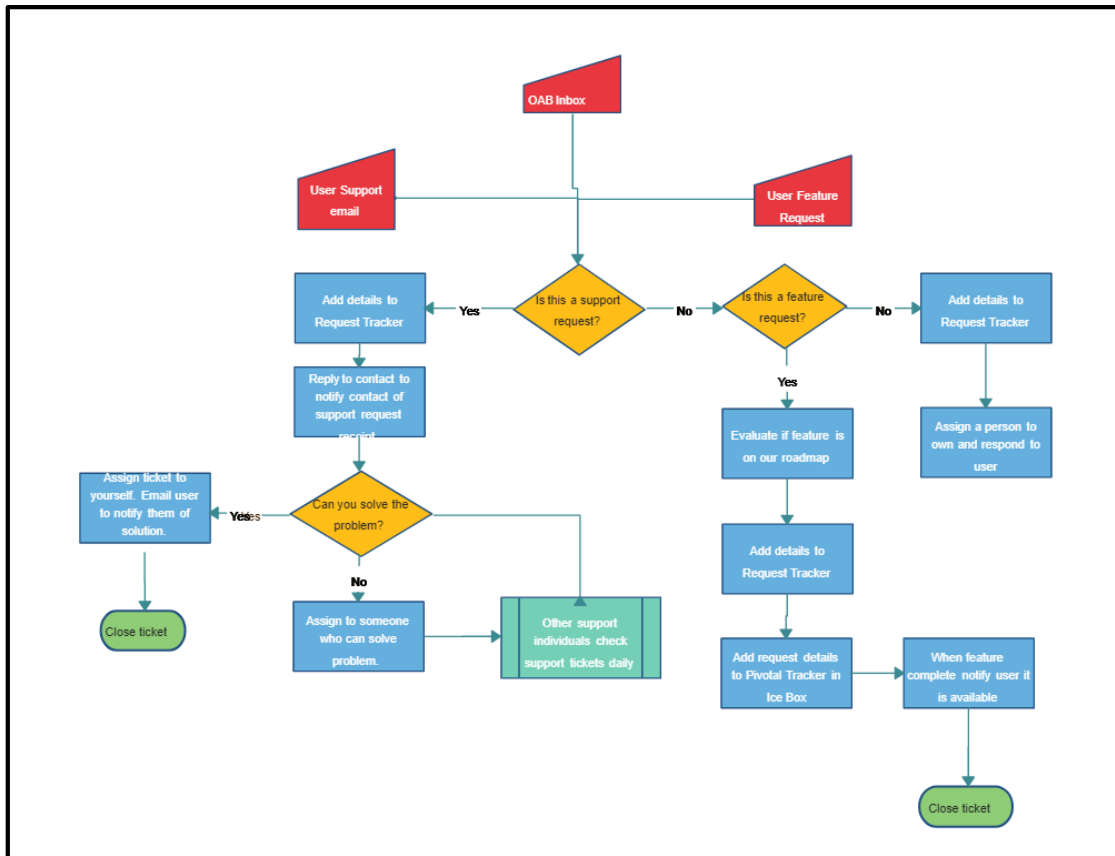 OAB Inbox
User Support
email
User Feature
Request
Is this a support
request?
Is this a feature
request?
Add details to
Request Tracker
Yes
No
No
Add details to
Request Tracker
Reply to contact to
notify contact of
support request
receipt
Yes
Evaluate if feature is
on our roadmap
Assign a person to
own and respond to
user
Assign ticket to
yourself. Email user
to notify them of
solution.
Yes
Yes
Can you solve the
problem?
Add details to
Request Tracker
No
Close ticket
Assign to someone
who can solve
problem.
Other support
individuals check
support tickets daily
Add request details
to Pivotal Tracker in
Ice Box
When feature
complete notify user it
is available
Close ticket